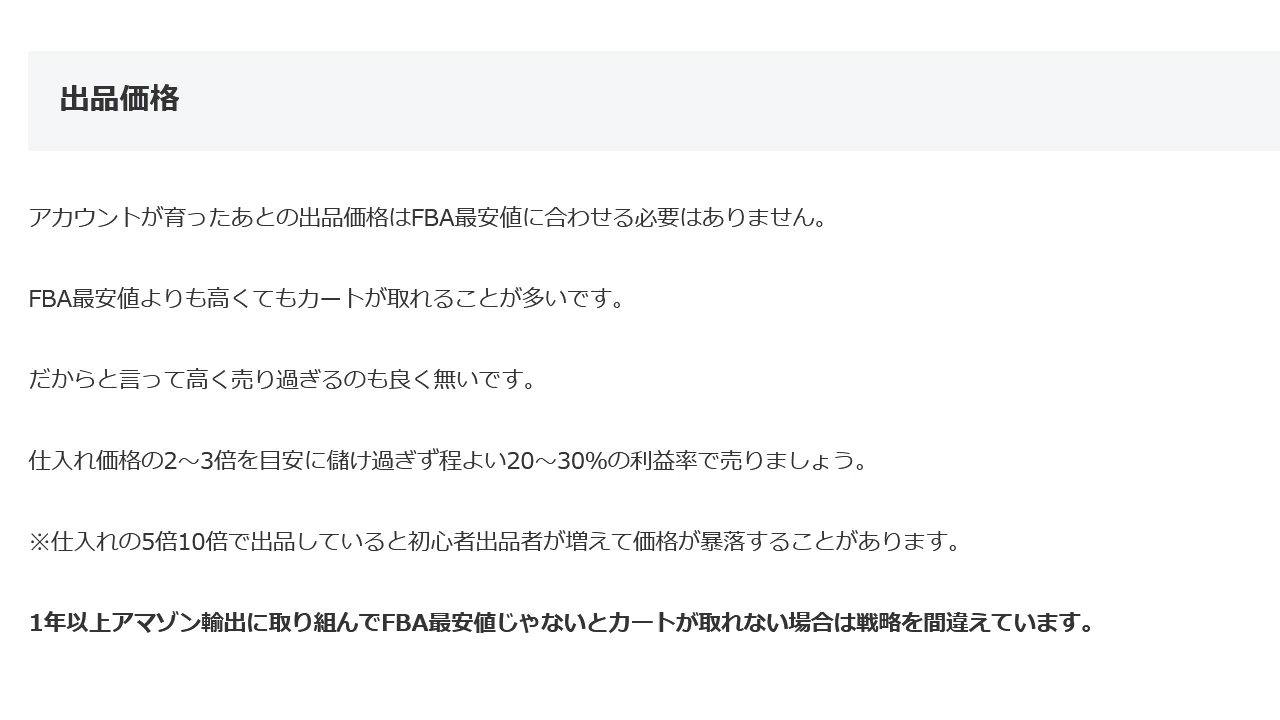 出品価格
アカウントが育ったあとの出品価格はFBA最安値に合わせる必要はありません。
FBA最安値よりも高くてもカートが取れることが多いです。
だからと言って高く売り過ぎるのも良く無いです。
仕入れ価格の2～3倍を目安に儲け過ぎず程よい20～30%の利益率で売りましょう。
※仕入れの5倍10倍で出品していると初心者出品者が増えて価格が暴落することがあります。
1年以上アマゾン輸出に取り組んでFBA最安値じゃないとカートが取れない場合は戦略を間違えています。